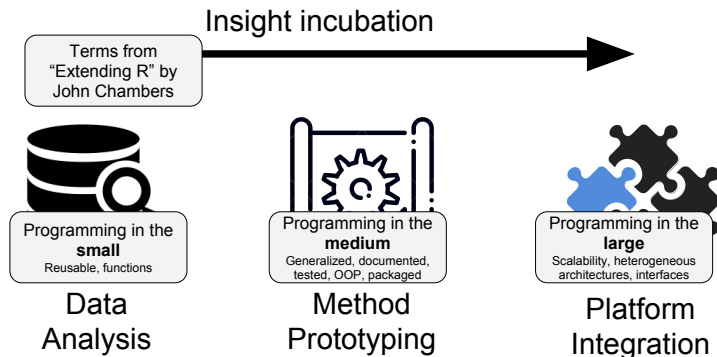 Insight incubation
Terms from
“Extending R” by
John Chambers
Programming in the
small
Reusable, functions
Data
Analysis
Programming in the
medium
Generalized, documented,
tested, OOP, packaged
Method
Prototyping
Programming in the
large
Scalability, heterogeneous
architectures, interfaces
Platform
Integration